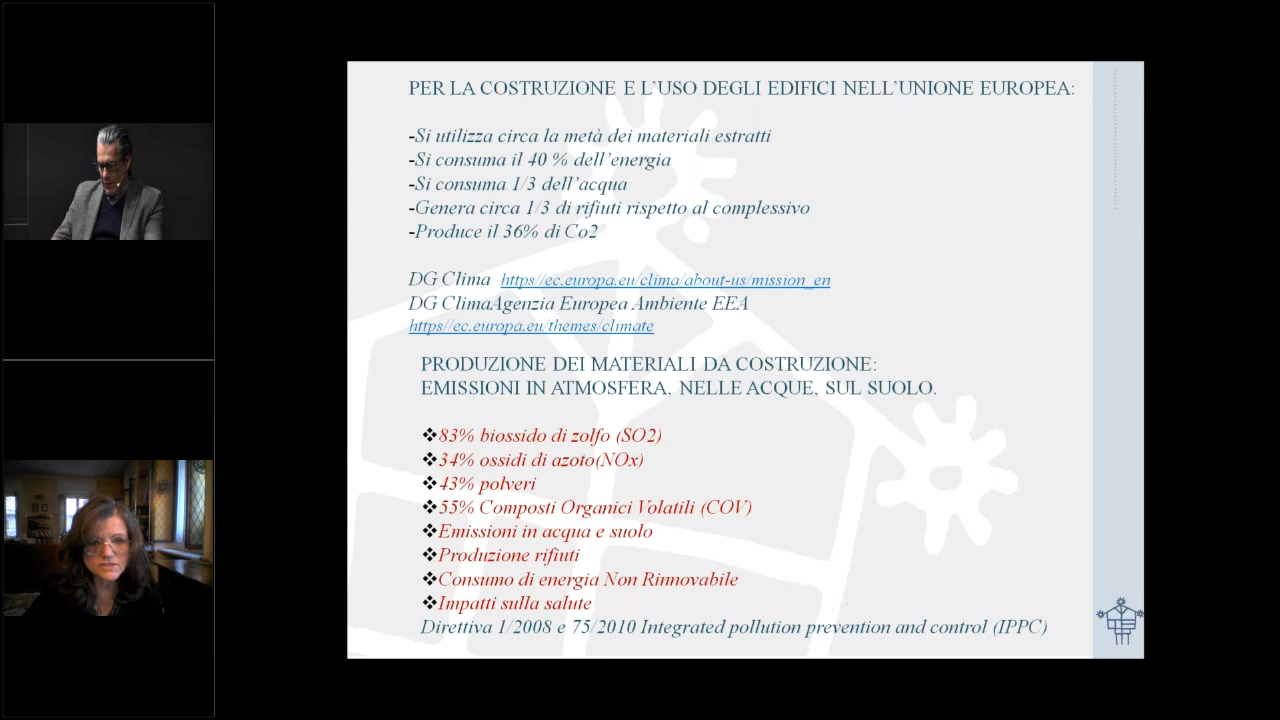 PER LA COSTRUZIONE E L'USO DEGLI EDIFICI NELL'UNIONE EUROPEA:
-Si utilizza circa la metà dei materiali estratti
-Si consuma il 40 % dell'energia
-Si consuma 1/3 dell'acqua
-Genera circa 1/3 di rifiuti rispetto al complessivo
-Produce il 36% di Co2
DG Clima https//ec.europa.eu/clima/about-us/mission_en
DG ClimaAgenzia Europea Ambiente EEA
https//ec.europa.eu/themes/climate
PRODUZIONE DEI MATERIALI DA COSTRUZIONE:
EMISSIONI IN ATMOSFERA, NELLE ACQUE, SUL SUOLO.
❖83% biossido di zolfo (SO2)
❖34% ossidi di azoto(NOx)
❖43% polveri
❖55% Composti Organici Volatili (COV)
❖Emissioni in acqua e suolo
❖Produzione rifiuti
❖Consumo di energia Non Rinnovabile
❖Impatti sulla salute
Direttiva 1/2008 e 75/2010 Integrated pollution prevention and control (IPPC)